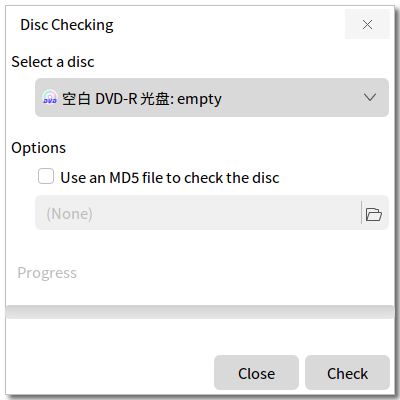 Disc Checking
Select a disc
DVD 空白 DVD-R 光盘: empty
Options
Use an MD5 file to check the disc
(None)
Progress
Close Check